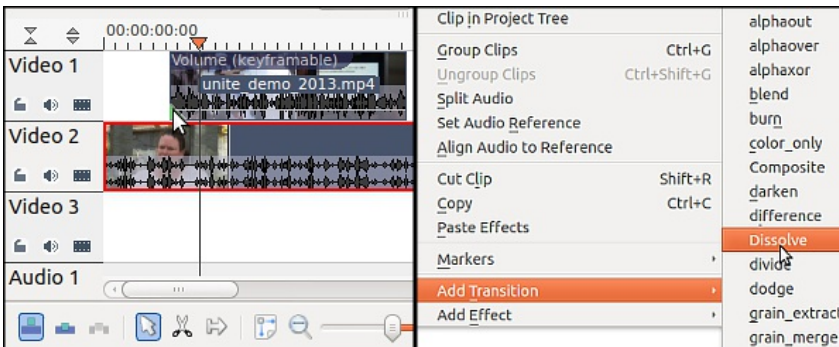 00:00:00:00
Video 1
Volume (keyframable)
unite_demo_2013.mp4
Video 2
Video 3
Audio 1
Clip in Project Tree
Group Clips Ctrl+G
Ungroup Clips Ctrl+Shift+G
Split Audio
Set Audio Reference
Align Audio to Reference
Cut Clip Shift+R
Copy Ctrl+C
Paste Effects
Markers
Add Transition
Add Effect
alphaout
alphaover
alphaxor
blend
burn
color_only
Composite
darken
difference
Dissolve
divide
dodge
grain_extract
grain_merge